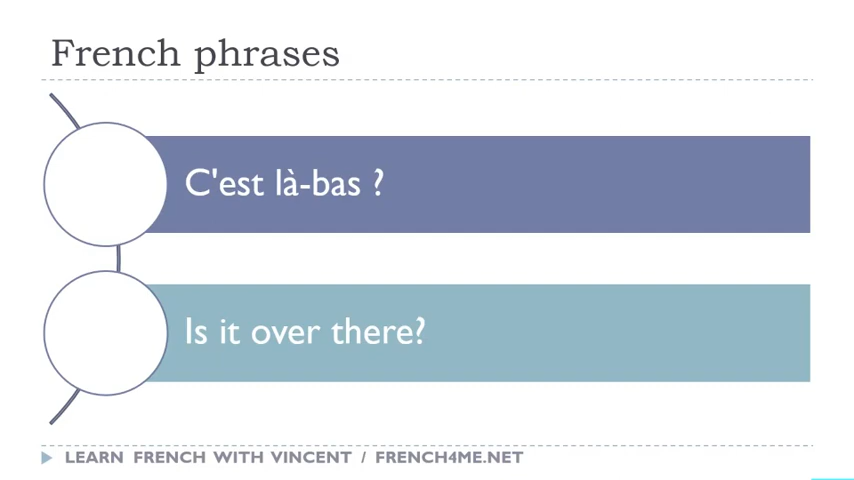 French phrases
C'est là-bas ?
Is it over there?
LEARN FRENCH WITH VINCENT / FRENCH4ME.NET